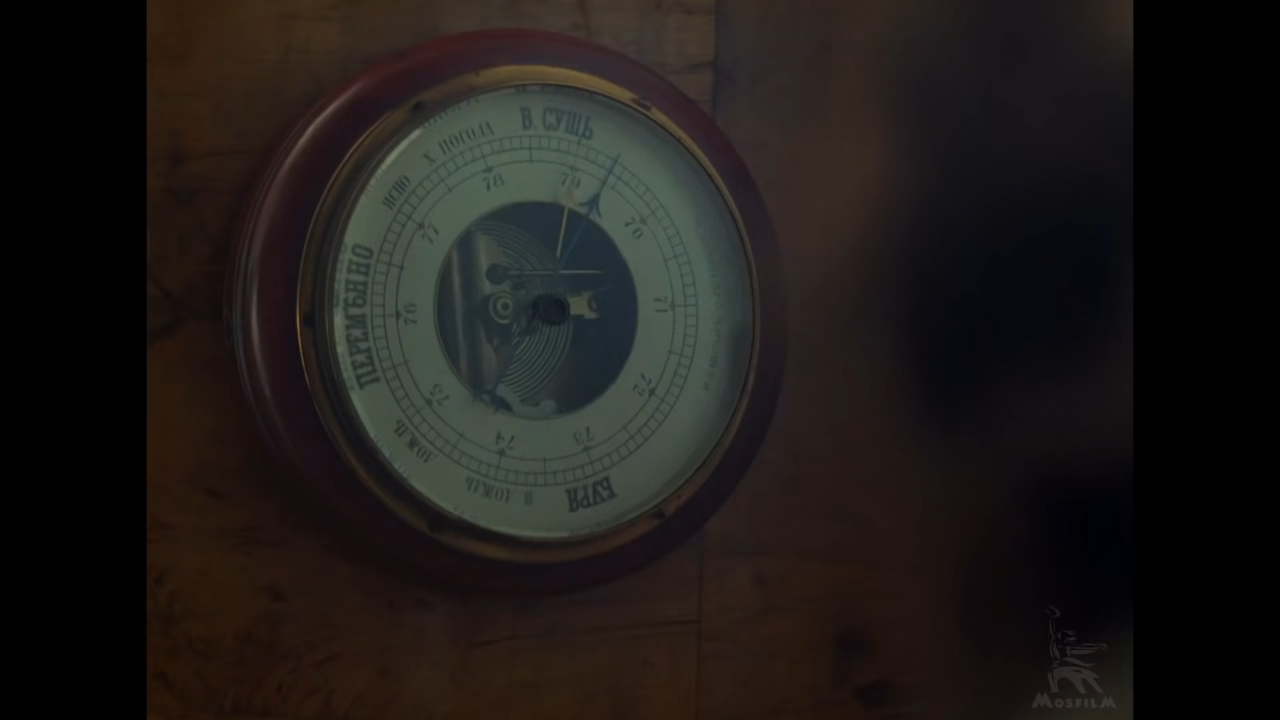 В. СУШЬ
Х ПОГОДА
ЯСНО
ПЕРЕМѢННО
ДОЖДЬ
В ДОЖДЬ
БУРЯ
78
79
70
77
71
76
72
75
74
73
MOSFILM